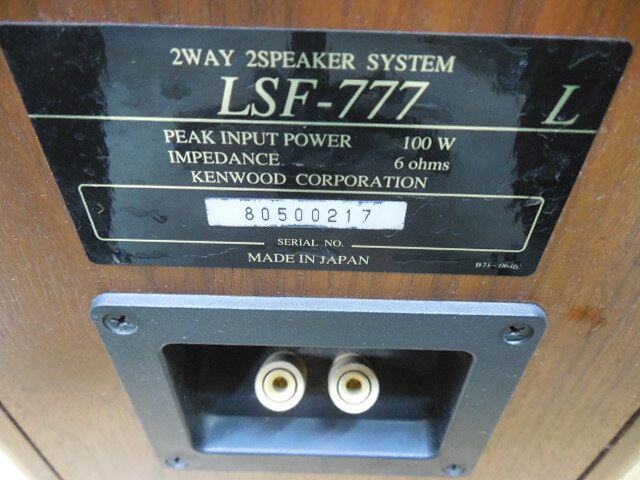 2WAY 2SPEAKER SYSTEM
LSF-777 L
PEAK INPUT POWER 100 W
IMPEDANCE 6 ohms
KENWOOD CORPORATION
80500217
SERIAL NO.
MADE IN JAPAN